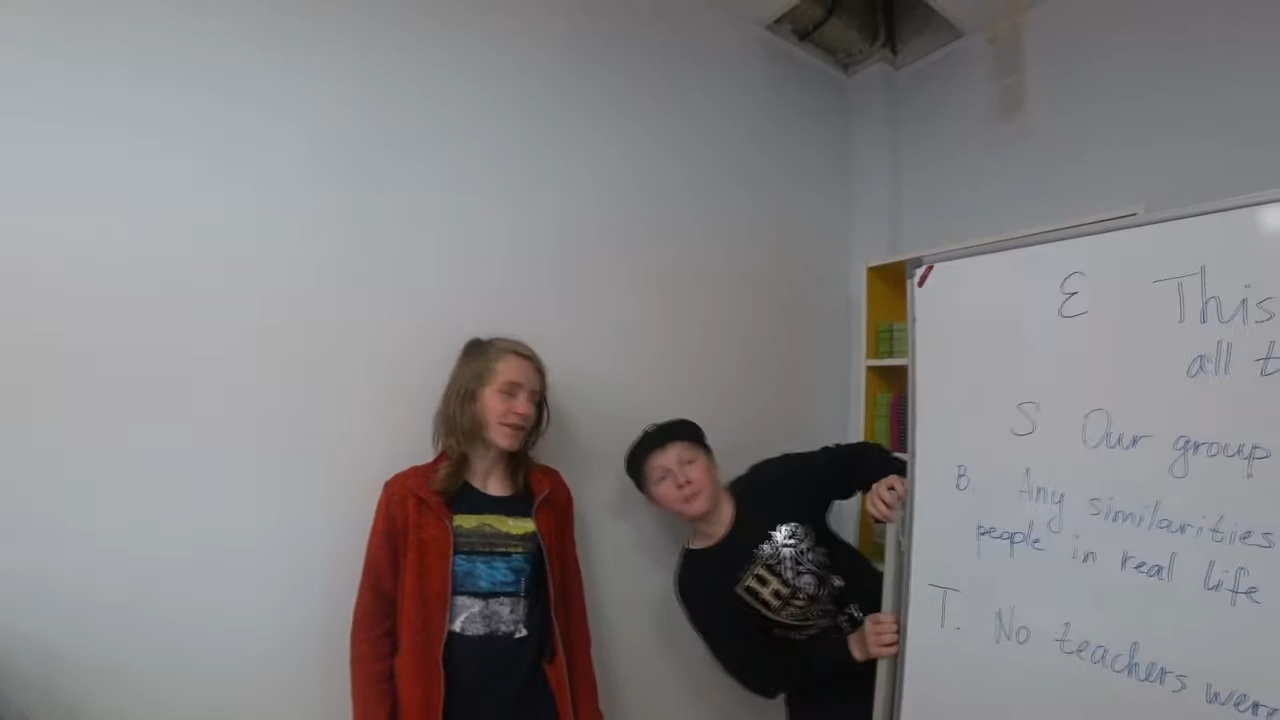 Ɛ This
all t
S Our group
B. Any similarities
people in real life
T. No teachers were